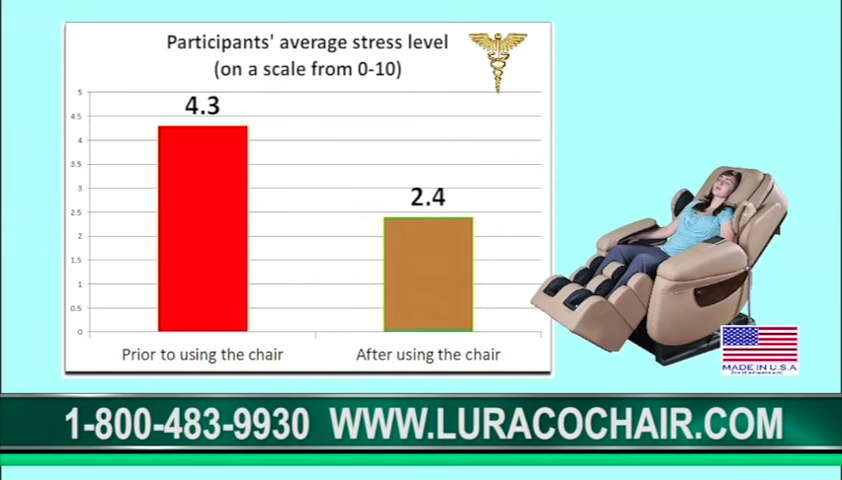 Participants' average stress level
(on a scale from 0-10)
5
4.5
4
3.5
3
2.5
2
1.5
1
0.5
0
4.3
2.4
Prior to using the chair
After using the chair
MADE IN U.S.A
1-800-483-9930 WWW.LURACOCHAIR.COM